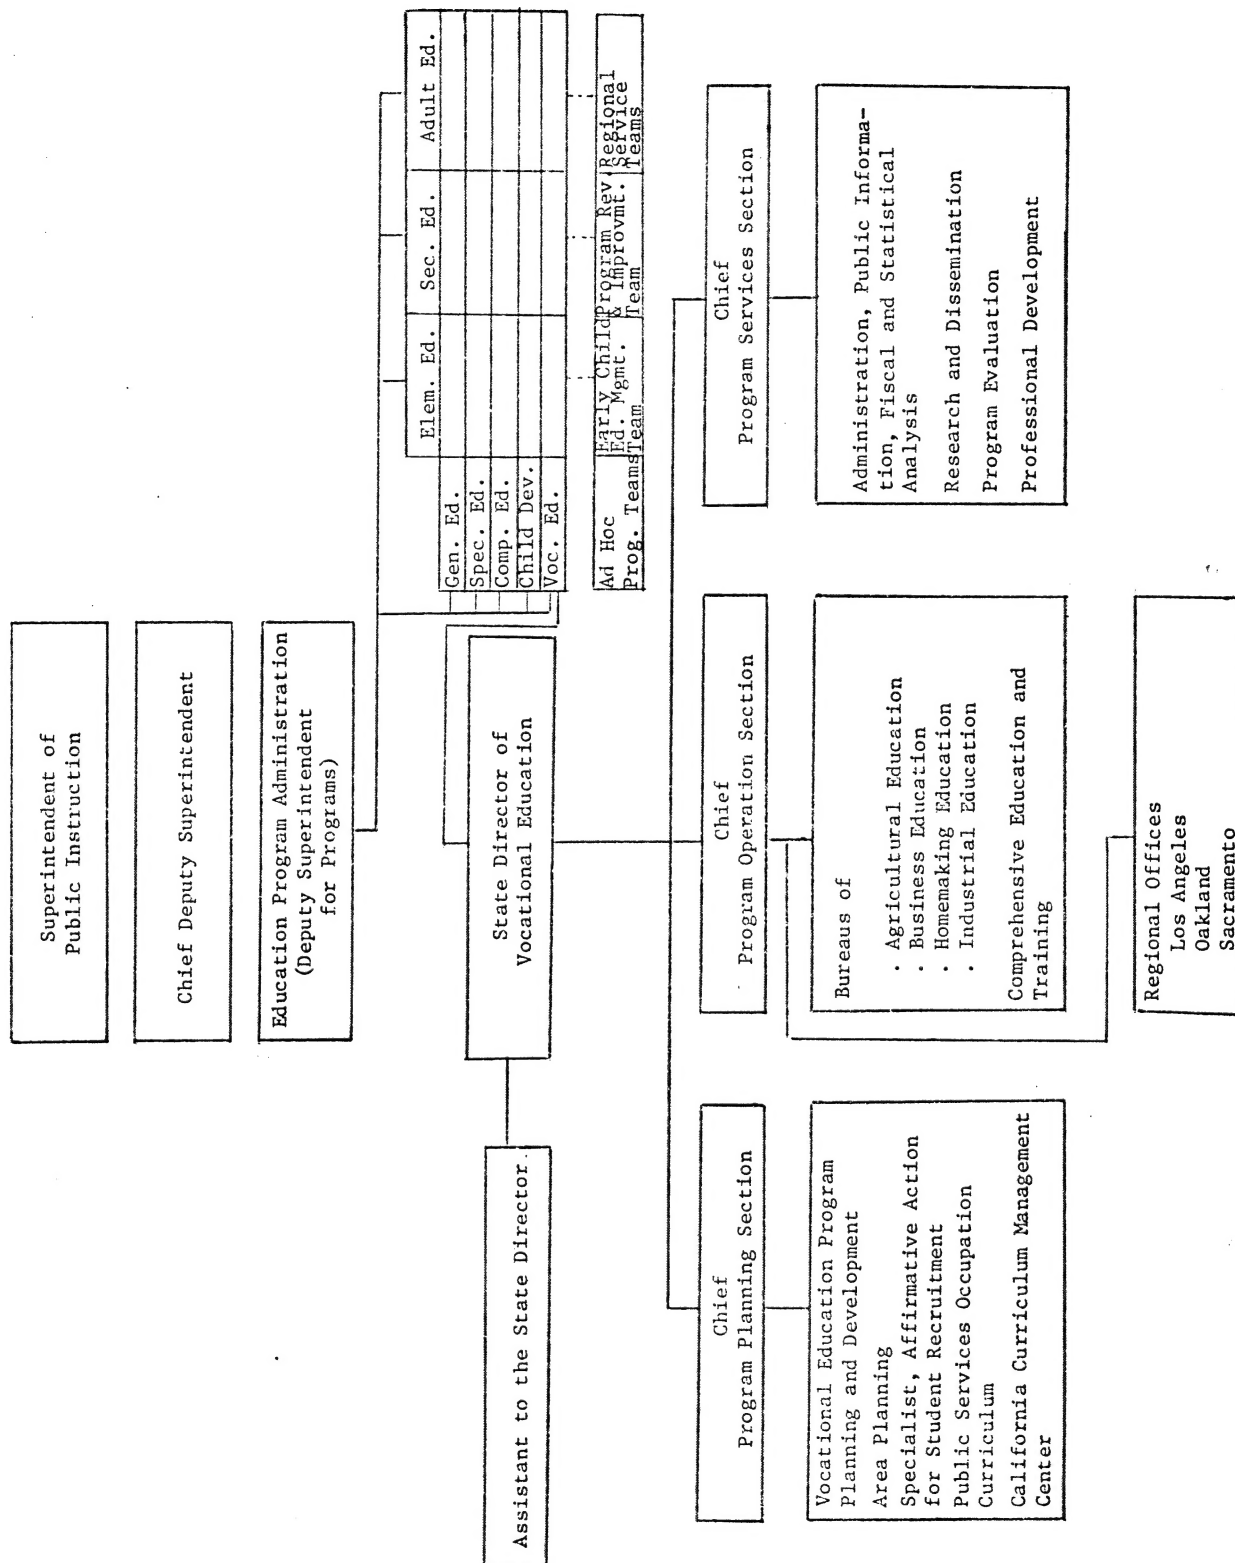 Superintendent of
Public Instruction
Chief Deputy Superintendent
Education Program Administration
(Deputy Superintendent
for Programs)
Elem. Ed.
Sec. Ed.
Adult Ed.
Gen. Ed.
Spec. Ed.
Comp. Ed.
Child Dev.
Voc. Ed.
Ad Hoc
Prog. Teams
Early Child
Ed. Mgmt.
Team
Program Rev.
& Improvmt.
Team
Regional
Service
Teams
State Director of
Vocational Education
Assistant to the State Director.
Chief
Program Planning Section
Vocational Education Program
Planning and Development
Area Planning
Specialist, Affirmative Action
for Student Recruitment
Public Services Occupation
Curriculum
California Curriculum Management
Center
Chief
Program Operation Section
Bureaus of
. Agricultural Education
. Business Education
. Homemaking Education
. Industrial Education
Comprehensive Education and
Training
Regional Offices
Los Angeles
Oakland
Sacramento
Chief
Program Services Section
Administration, Public Informa-
tion, Fiscal and Statistical
Analysis
Research and Dissemination
Program Evaluation
Professional Development